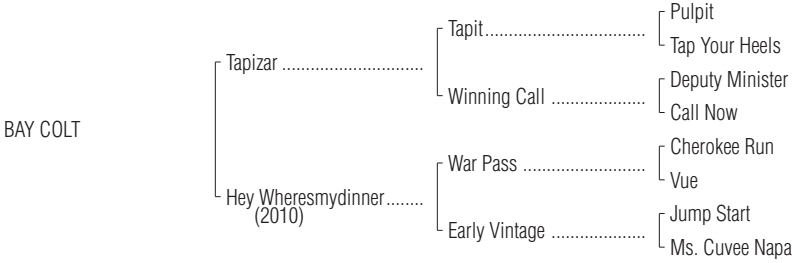 Pulpit
Tapit..................................
Tap Your Heels
Tapizar ..............................
Deputy Minister
Winning Call ....................
Call Now
BAY COLT
Cherokee Run
War Pass ..........................
Vue
Hey Wheresmydinner........
(2010)
Jump Start
Early Vintage ....................
Ms. Cuvee Napa